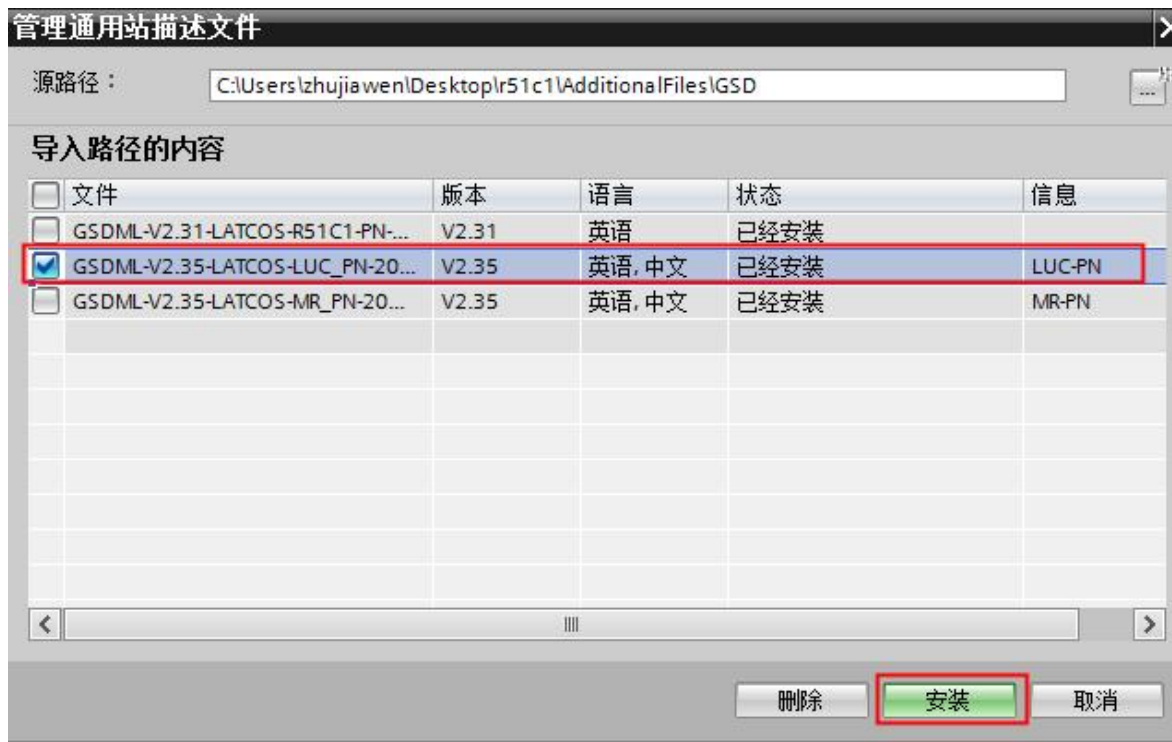 管理通用站描述文件
源路径： C:\Users\zhujiawen\Desktop\r51c1\AdditionalFiles\GSD ...
导入路径的内容
文件 版本 语言 状态 信息
GSDML-V2.31-LATCOS-R51C1-PN-... V2.31 英语 已经安装
GSDML-V2.35-LATCOS-LUC_PN-20... V2.35 英语, 中文 已经安装 LUC-PN
GSDML-V2.35-LATCOS-MR_PN-20... V2.35 英语, 中文 已经安装 MR-PN
删除 安装 取消